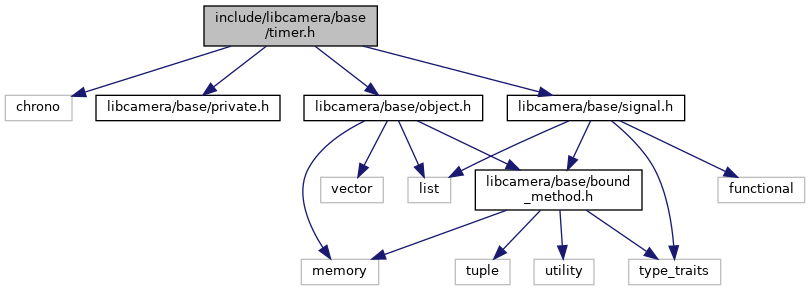 include/libcamera/base
/timer.h
chrono
libcamera/base/private.h
libcamera/base/object.h
libcamera/base/signal.h
vector
list
libcamera/base/bound
_method.h
functional
memory
tuple
utility
type_traits